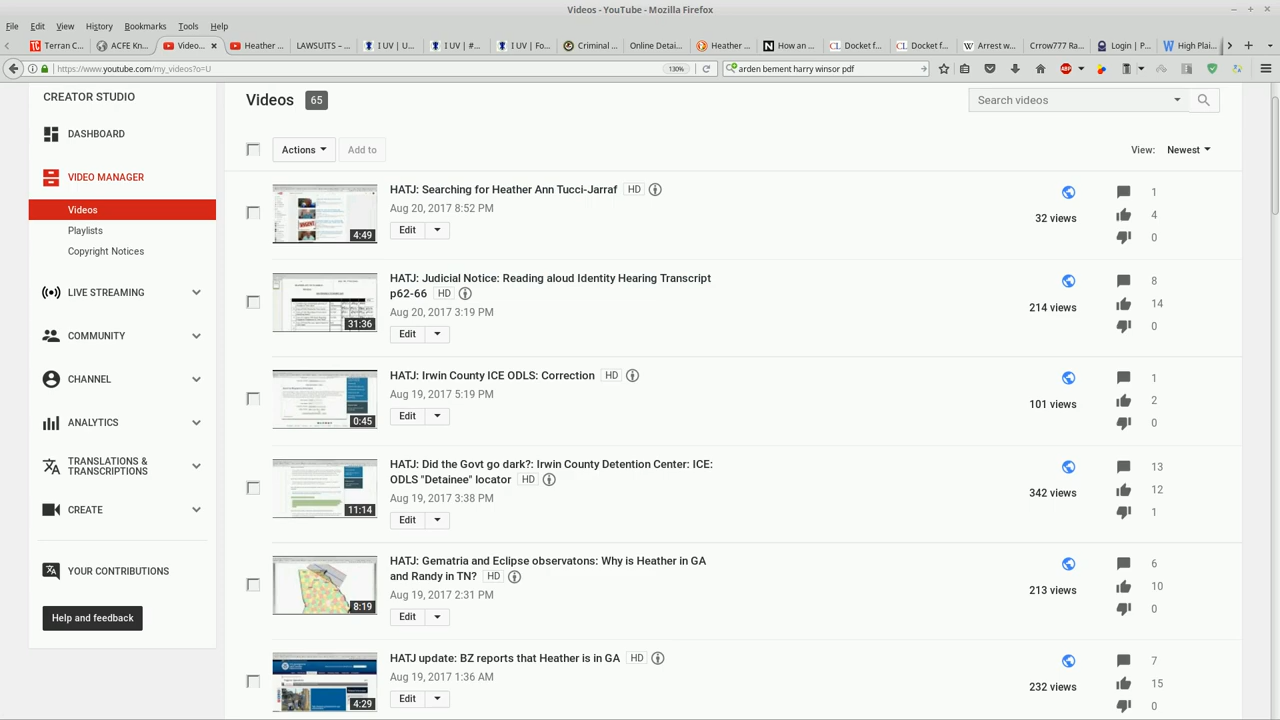 Videos - YouTube - Mozilla Firefox
File Edit View History Bookmarks Tools Help
Terran C... ACFE Kn... Video... Heather ... LAWSUITS – ... I UV | U... I UV | #... I UV | Fo... Criminal ... Online Detai... Heather ... How an ... Docket f... Docket f... Arrest w... Crrow777 Ra... Login | P... High Plai...
https://www.youtube.com/my_videos?o=U 130% arden bement harry winsor pdf
CREATOR STUDIO
DASHBOARD
VIDEO MANAGER
Videos
Playlists
Copyright Notices
LIVE STREAMING
COMMUNITY
CHANNEL
ANALYTICS
TRANSLATIONS &
TRANSCRIPTIONS
CREATE
YOUR CONTRIBUTIONS
Help and feedback
Videos 65
Search videos
Actions Add to View: Newest
HATJ: Searching for Heather Ann Tucci-Jarraf HD
Aug 20, 2017 8:52 PM
Edit
4:49
32 views
1
4
0
HATJ: Judicial Notice: Reading aloud Identity Hearing Transcript
p62-66 HD
Aug 20, 2017 3:19 PM
Edit
31:36
214 views
8
14
0
HATJ: Irwin County ICE ODLS: Correction HD
Aug 19, 2017 5:19 PM
Edit
0:45
101 views
1
2
0
HATJ: Did the Govt go dark?: Irwin County Detention Center: ICE:
ODLS "Detainee" locator HD
Aug 19, 2017 3:38 PM
Edit
11:14
342 views
13
12
1
HATJ: Gematria and Eclipse observatons: Why is Heather in GA
and Randy in TN? HD
Aug 19, 2017 2:31 PM
Edit
8:19
213 views
6
10
0
HATJ update: BZ reports that Heather is in GA HD
Aug 19, 2017 1:36 AM
Edit
4:29
232 views
7
15
0